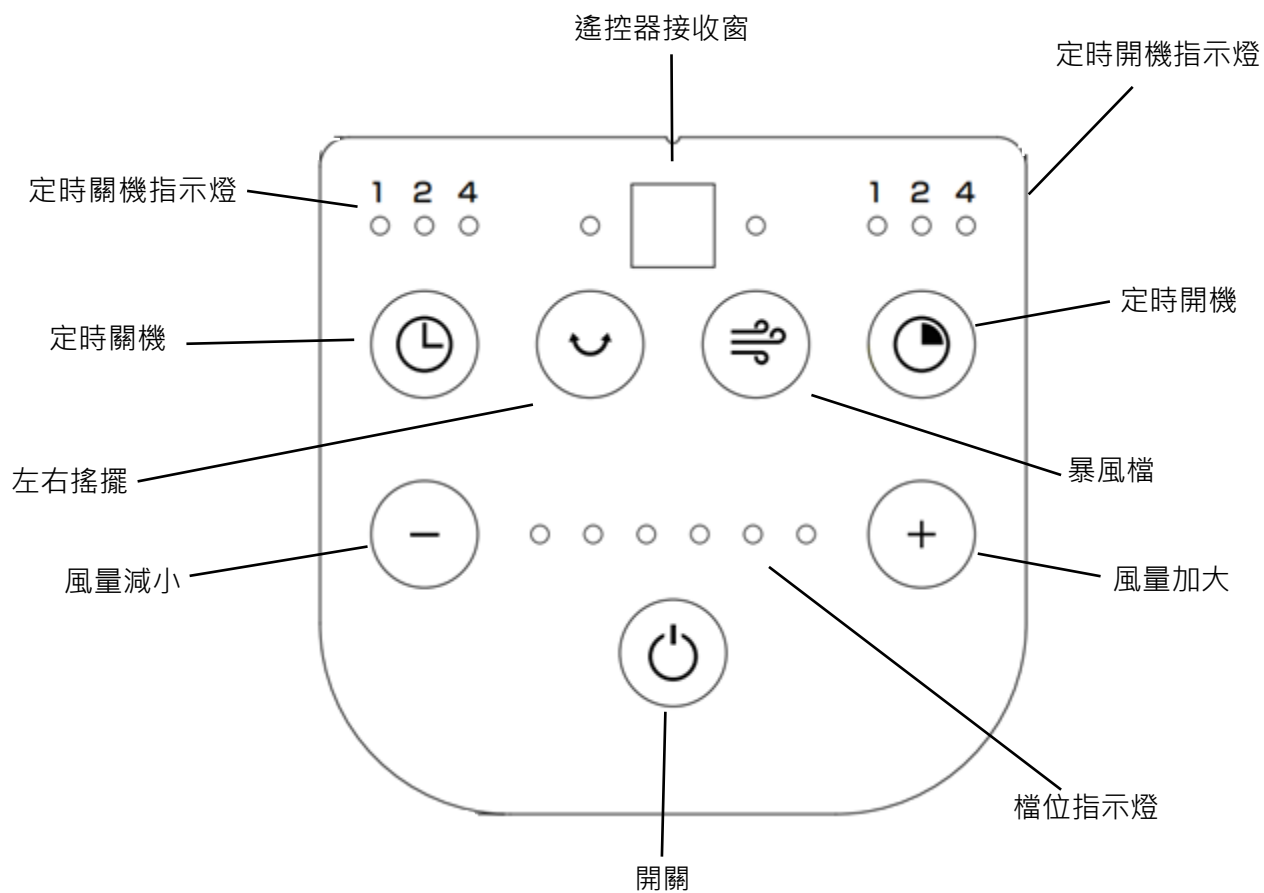 遙控器接收窗
定時開機指示燈
定時關機指示燈
1 2 4
1 2 4
定時關機
定時開機
左右搖擺
暴風檔
風量減小
風量加大
檔位指示燈
開關